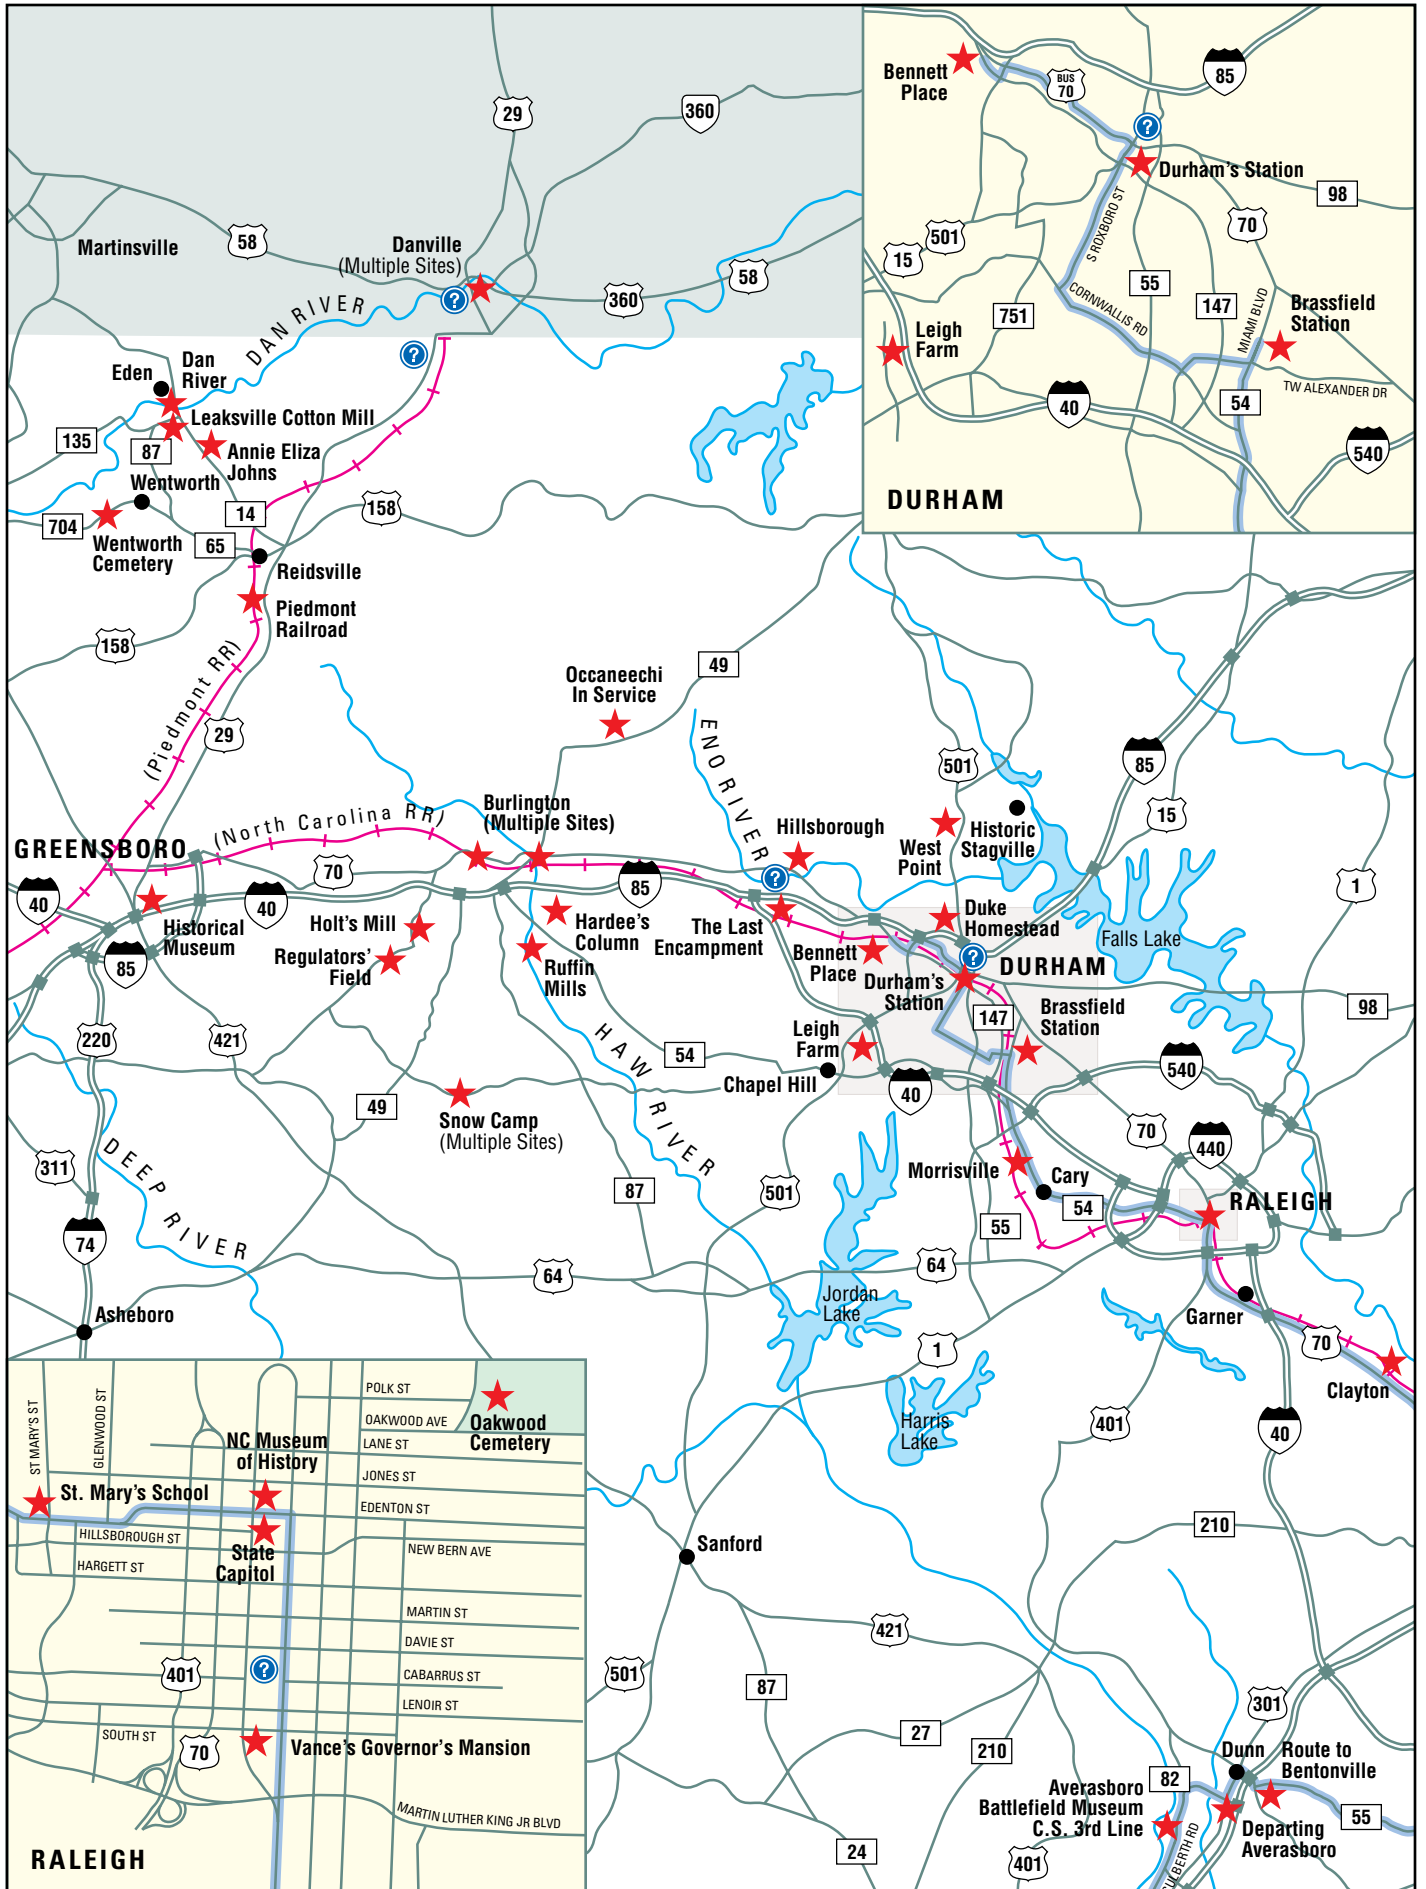 29
360
58
Martinsville
Danville
(Multiple Sites)
?
360
58
DAN RIVER
?
Eden
Dan
River
Leaksville Cotton Mill
135
87
Annie Eliza
Johns
Wentworth
14
158
704
65
Wentworth
Cemetery
Reidsville
Piedmont
Railroad
158
(Piedmont RR)
29
Bennett
Place
BUS
70
85
?
Durham's Station
98
S ROXBORO ST
70
501
15
55
CORNWALLIS RD
147
MIAMI BLVD
Brassfield
Station
751
Leigh
Farm
TW ALEXANDER DR
40
54
540
DURHAM
Occaneechi
In Service
49
ENO RIVER
501
85
15
Burlington
(Multiple Sites)
(North Carolina RR)
GREENSBORO
70
Hillsborough
West
Point
Historic
Stagville
?
1
40
40
85
Historical
Museum
85
Holt's Mill
Regulators'
Field
Hardee's
Column
Ruffin
Mills
The Last
Encampment
Bennett
Place
Duke
Homestead
Falls Lake
?
DURHAM
Durham's
Station
98
220
421
HAW RIVER
54
Leigh
Farm
147
Brassfield
Station
540
Chapel Hill
40
49
Snow Camp
(Multiple Sites)
70
440
311
DEEP RIVER
87
501
Morrisville
Cary
54
RALEIGH
55
74
64
64
Jordan
Lake
Asheboro
Garner
70
1
Clayton
Harris
Lake
401
40
ST MARY'S ST
GLENWOOD ST
POLK ST
OAKWOOD AVE
Oakwood
Cemetery
NC Museum
of History
LANE ST
JONES ST
St. Mary's School
EDENTON ST
HILLSBOROUGH ST
State
Capitol
NEW BERN AVE
HARGETT ST
MARTIN ST
DAVIE ST
401
?
CABARRUS ST
LENOIR ST
SOUTH ST
70
Vance's Governor's Mansion
MARTIN LUTHER KING JR BLVD
RALEIGH
Sanford
210
421
501
87
27
210
301
Dunn
Route to
Bentonville
82
Averasboro
Battlefield Museum
C.S. 3rd Line
55
Departing
Averasboro
24
401